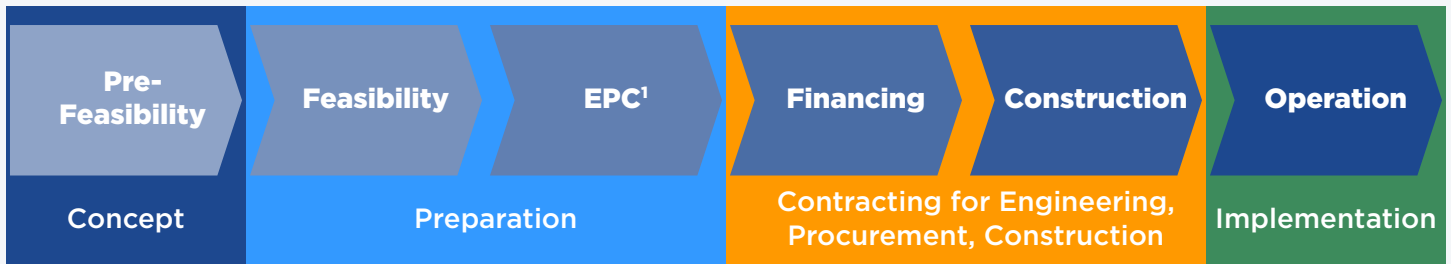 Pre-
Feasibility
Feasibility
EPC¹
Financing
Construction
Operation
Concept
Preparation
Contracting for Engineering,
Procurement, Construction
Implementation